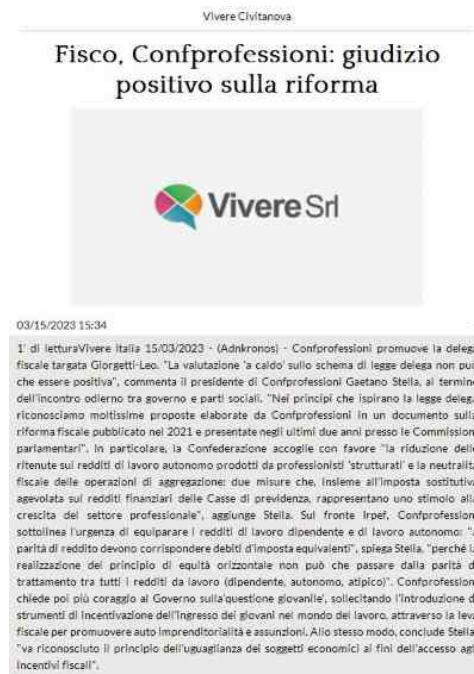 Vivere Civitanova
Fisco, Confprofessioni: giudizio
positivo sulla riforma
Vivere Srl
03/15/2023 15:34
1' di letturaVivere Italia 15/03/2023 - (Adnkronos) - Confprofessioni promuove la delega
fiscale targata Giorgetti-Leo. "La valutazione 'a caldo' sullo schema di legge delega non può
che essere positiva", commenta il presidente di Confprofessioni Gaetano Stella, al termine
dell'incontro odierno tra governo e parti sociali. "Nei principi che ispirano la legge delega
riconosciamo moltissime proposte elaborate da Confprofessioni in un documento sulla
riforma fiscale pubblicato nel 2021 e presentate negli ultimi due anni presso le Commissioni
parlamentari". In particolare, la Confederazione accoglie con favore "la riduzione delle
ritenute sui redditi di lavoro autonomo prodotti da professionisti 'strutturati' e la neutralità
fiscale delle operazioni di aggregazione: due misure che, insieme all'imposta sostitutiva
agevolata sui redditi finanziari delle Casse di previdenza, rappresentano uno stimolo alla
crescita del settore professionale", aggiunge Stella. Sul fronte Irpef, Confprofessioni
sottolinea l'urgenza di equiparare i redditi di lavoro dipendente e di lavoro autonomo: "a
parità di reddito devono corrispondere debiti d'imposta equivalenti", spiega Stella, "perché la
realizzazione del principio di equità orizzontale non può che passare dalla parità di
trattamento tra tutti i redditi da lavoro (dipendente, autonomo, atipico)". Confprofessioni
chiede poi più coraggio al Governo sulla'questione giovanile', sollecitando l'introduzione di
strumenti di incentivazione dell'ingresso dei giovani nel mondo del lavoro, attraverso la leva
fiscale per promuovere auto imprenditorialità e assunzioni. Allo stesso modo, conclude Stella,
"va riconosciuto il principio dell'uguaglianza dei soggetti economici ai fini dell'accesso agli
incentivi fiscali".